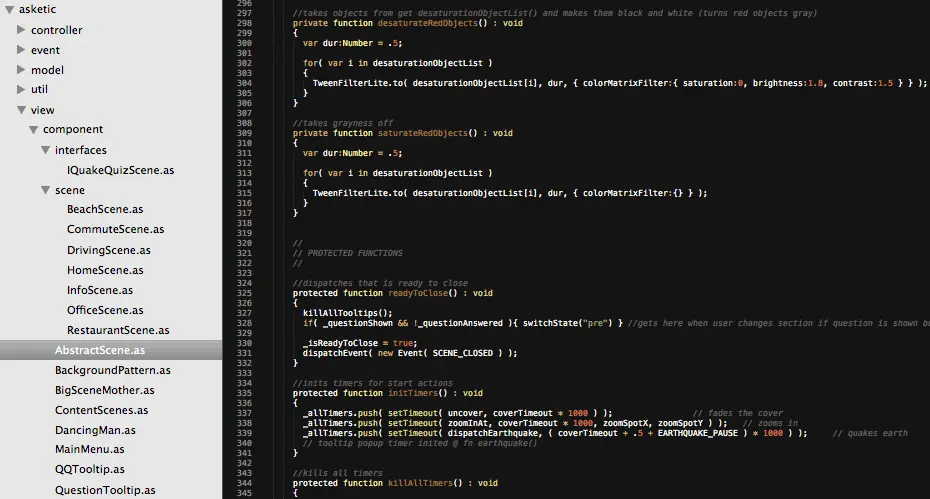 asketic
controller
event
model
util
view
component
interfaces
IQuakeQuizScene.as
scene
BeachScene.as
CommuteScene.as
DrivingScene.as
HomeScene.as
InfoScene.as
OfficeScene.as
RestaurantScene.as
AbstractScene.as
BackgroundPattern.as
BigSceneMother.as
ContentScenes.as
DancingMan.as
MainMenu.as
QQTooltip.as
QuestionTooltip.as
296
297 //takes objects from get desaturationObjectList() and makes them black and white (turns red objects gray)
298 private function desaturateRedObjects() : void
299 {
300 var dur:Number = .5;
301
302 for( var i in desaturationObjectList )
303 {
304 TweenFilterLite.to( desaturationObjectList[i], dur, { colorMatrixFilter:{ saturation:0, brightness:1.8, contrast:1.5 } } );
305 }
306 }
307
308 //takes grayness off
309 private function saturateRedObjects() : void
310 {
311 var dur:Number = .5;
312
313 for( var i in desaturationObjectList )
314 {
315 TweenFilterLite.to( desaturationObjectList[i], dur, { colorMatrixFilter:{} } );
316 }
317 }
318
319
320 //
321 // PROTECTED FUNCTIONS
322 //
323
324 //dispatches that is ready to close
325 protected function readyToClose() : void
326 {
327 killAllTooltips();
328 if( _questionShown && !_questionAnswered ){ switchState("pre") } //gets here when user changes section if question is shown bu
329
330 _isReadyToClose = true;
331 dispatchEvent( new Event( SCENE_CLOSED ) );
332 }
333
334 //inits timers for start actions
335 protected function initTimers() : void
336 {
337 _allTimers.push( setTimeout( uncover, coverTimeout * 1000 ) ); // fades the cover
338 _allTimers.push( setTimeout( zoomInAt, coverTimeout * 1000, zoomSpotX, zoomSpotY ) ); // zooms in
339 _allTimers.push( setTimeout( dispatchEarthquake, ( coverTimeout + .5 + EARTHQUAKE_PAUSE ) * 1000 ) ); // quakes earth
340 // tooltip popup timer inited @ fn earthquake()
341 }
342
343 //kills all timers
344 protected function killAllTimers() : void
345 {